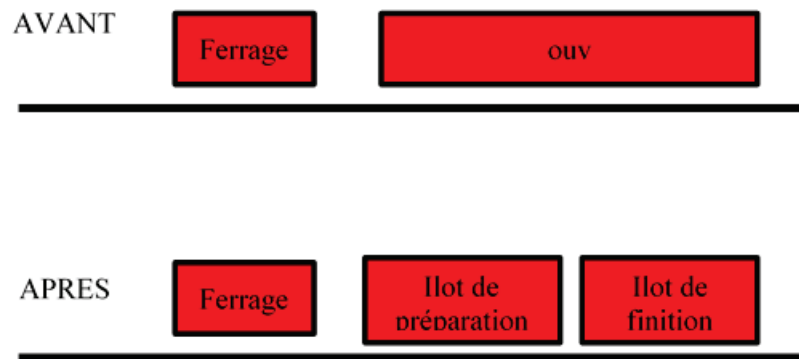 AVANT
Ferrage
ouv
APRES
Ferrage
Ilot de
préparation
Ilot de
finition